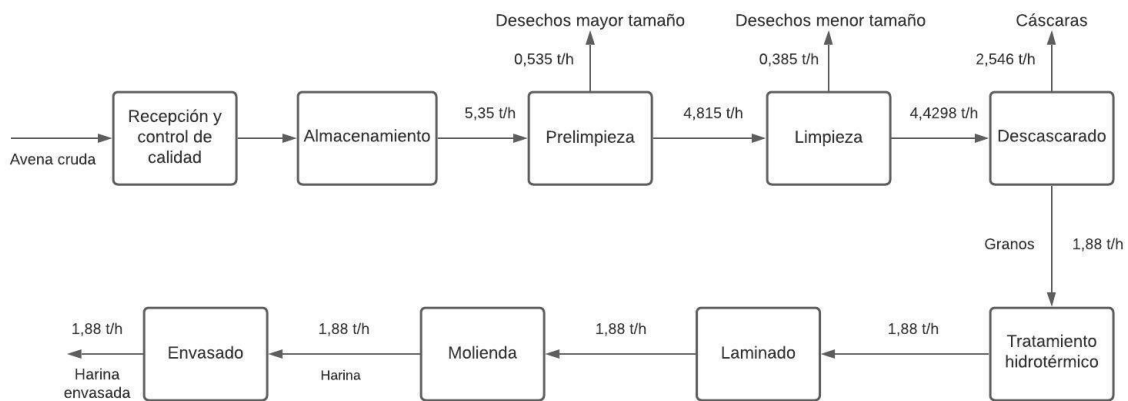 Desechos mayor tamaño
Desechos menor tamaño
Cáscaras
0,535 t/h
0,385 t/h
2,546 t/h
Avena cruda
Recepción y
control de
calidad
Almacenamiento
5,35 t/h
Prelimpieza
4,815 t/h
Limpieza
4,4298 t/h
Descascarado
Granos
1,88 t/h
Tratamiento
hidrotérmico
1,88 t/h
Laminado
1,88 t/h
Molienda
1,88 t/h
Harina
Envasado
1,88 t/h
Harina
envasada